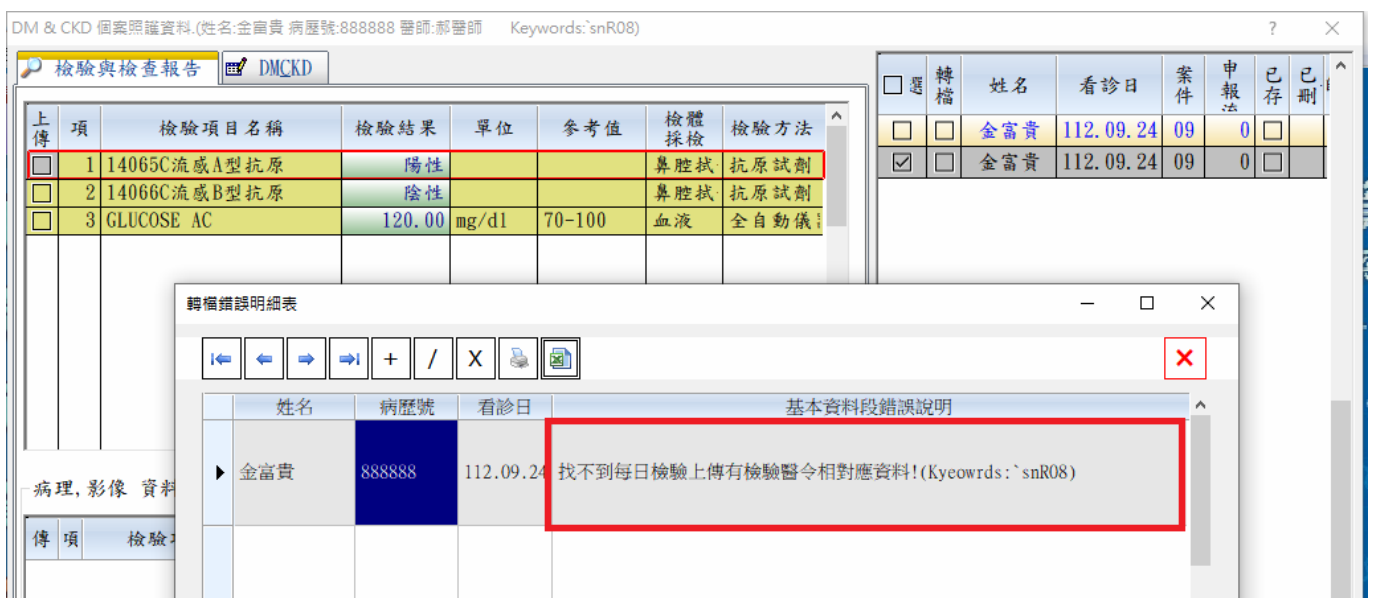 DM & CKD 個案照護資料.(姓名:金富貴 病歷號:888888 醫師:郝醫師 Keywords:`snR08) ?
檢驗與檢查報告 DMCKD
上傳 項 檢驗項目名稱 檢驗結果 單位 參考值 檢體採檢 檢驗方法
1 14065C流感A型抗原 陽性 鼻腔拭 抗原試劑
2 14066C流感B型抗原 陰性 鼻腔拭 抗原試劑
3 GLUCOSE AC 120.00 mg/dl 70-100 血液 全自動儀
選 轉檔 姓名 看診日 案件 申報 已存 已刪
金富貴 112.09.24 09 0
金富貴 112.09.24 09 0
轉檔錯誤明細表
+ / X
姓名 病歷號 看診日 基本資料段錯誤說明
金富貴 888888 112.09.24 找不到每日檢驗上傳有檢驗醫令相對應資料!(Kyeowrds:`snR08)
病理,影像 資料
傳 項 檢驗